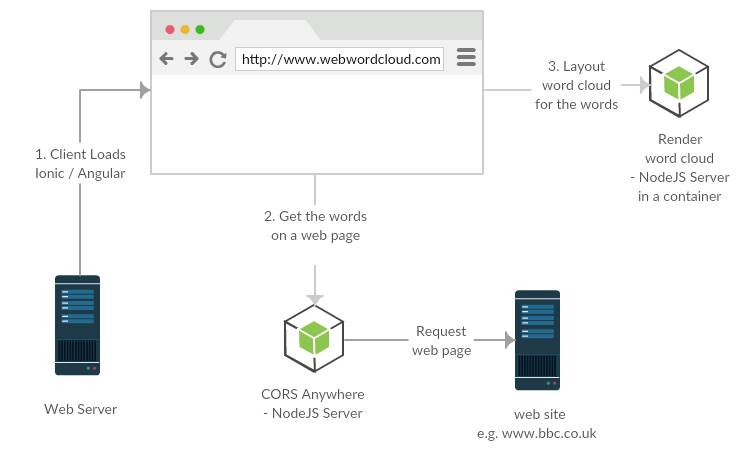 http://www.webwordcloud.com
3. Layout
word cloud
for the words
Render
word cloud
- NodeJS Server
in a container
1. Client Loads
Ionic / Angular
2. Get the words
on a web page
Request
web page
Web Server
CORS Anywhere
- NodeJS Server
web site
e.g. www.bbc.co.uk